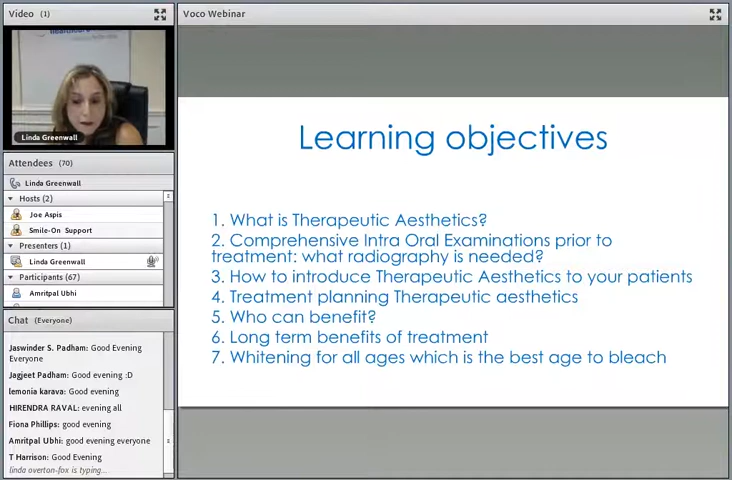 Video (1)
healthcare
Linda Greenwall
Attendees (70)
Linda Greenwall
Hosts (2)
Joe Aspis
Smile-On Support
Presenters (1)
Linda Greenwall
Participants (67)
Amritpal Ubhi
Chat (Everyone)
Jaswinder S. Padham: Good Evening
Everyone
Jagjeet Padham: Good evening :D
lemonia karava: Good evening
HIRENDRA RAVAL: evening all
Fiona Phillips: good evening
Amritpal Ubhi: good evening everyone
T Harrison: Good Evening
linda overton-fox is typing...
Voco Webinar
Learning objectives
1. What is Therapeutic Aesthetics?
2. Comprehensive Intra Oral Examinations prior to
treatment: what radiography is needed?
3. How to introduce Therapeutic Aesthetics to your patients
4. Treatment planning Therapeutic aesthetics
5. Who can benefit?
6. Long term benefits of treatment
7. Whitening for all ages which is the best age to bleach